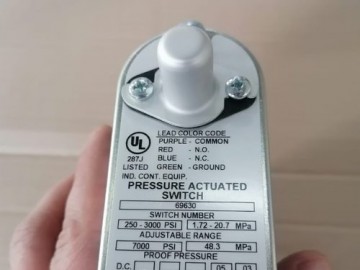 LEAD COLOR CODE
PURPLE - COMMON
RED - N.O.
BLUE - N.C.
GREEN - GROUND
UL
287J
LISTED
IND. CONT. EQUIP.
PRESSURE ACTUATED
SWITCH
69630
SWITCH NUMBER
250 - 3000 PSI 1.72 - 20.7 MPa
ADJUSTABLE RANGE
7000 PSI 48.3 MPa
PROOF PRESSURE
D.C. 05 03